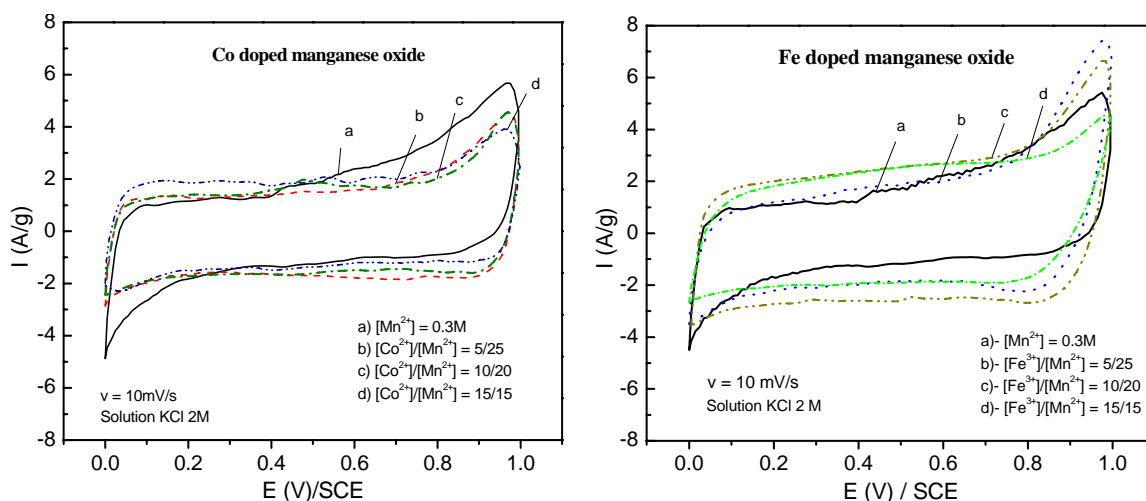 Co doped manganese oxide
I (A/g)
8
6
4
2
0
-2
-4
-6
-8
a
b
c
d
a) [Mn²⁺] = 0.3M
b) [Co²⁺]/[Mn²⁺] = 5/25
c) [Co²⁺]/[Mn²⁺] = 10/20
d) [Co²⁺]/[Mn²⁺] = 15/15
v = 10mV/s
Solution KCl 2M
0.0 0.2 0.4 0.6 0.8 1.0
E (V)/SCE
Fe doped manganese oxide
I (A/g)
8
6
4
2
0
-2
-4
-6
-8
a
b
c
d
a)- [Mn²⁺] = 0.3M
b)- [Fe³⁺]/[Mn²⁺] = 5/25
c)- [Fe³⁺]/[Mn²⁺] = 10/20
d)- [Fe³⁺]/[Mn²⁺] = 15/15
v = 10 mV/s
Solution KCl 2 M
0.0 0.2 0.4 0.6 0.8 1.0
E (V) / SCE